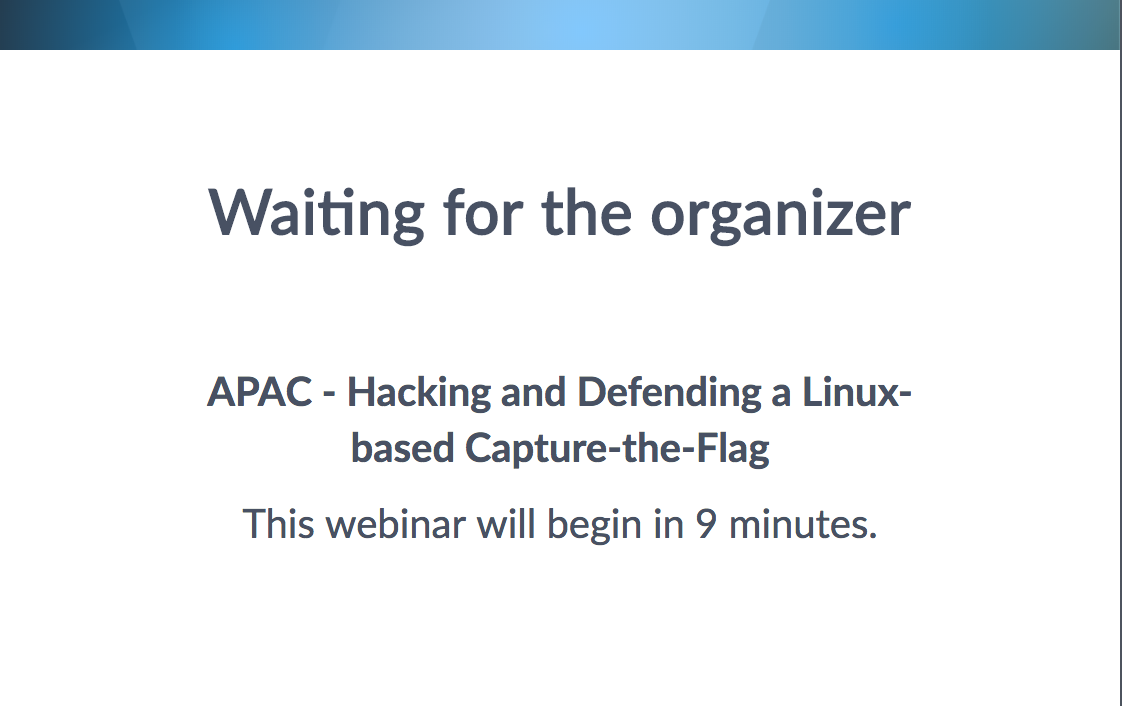 Waiting for the organizer
APAC - Hacking and Defending a Linux-
based Capture-the-Flag
This webinar will begin in 9 minutes.